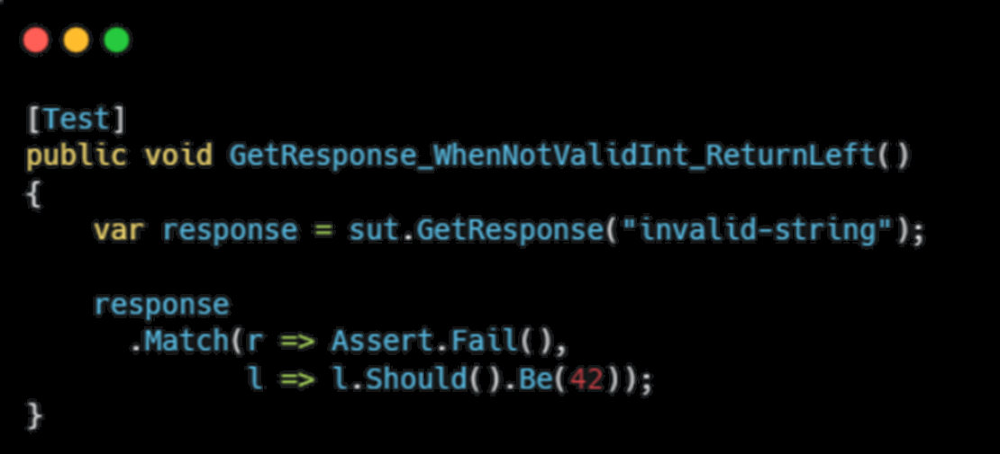 [Test]
public void GetResponse_WhenNotValidInt_ReturnLeft()
{
    var response = sut.GetResponse("invalid-string");

    response
      .Match(r => Assert.Fail(),
             l => l.Should().Be(42));
}